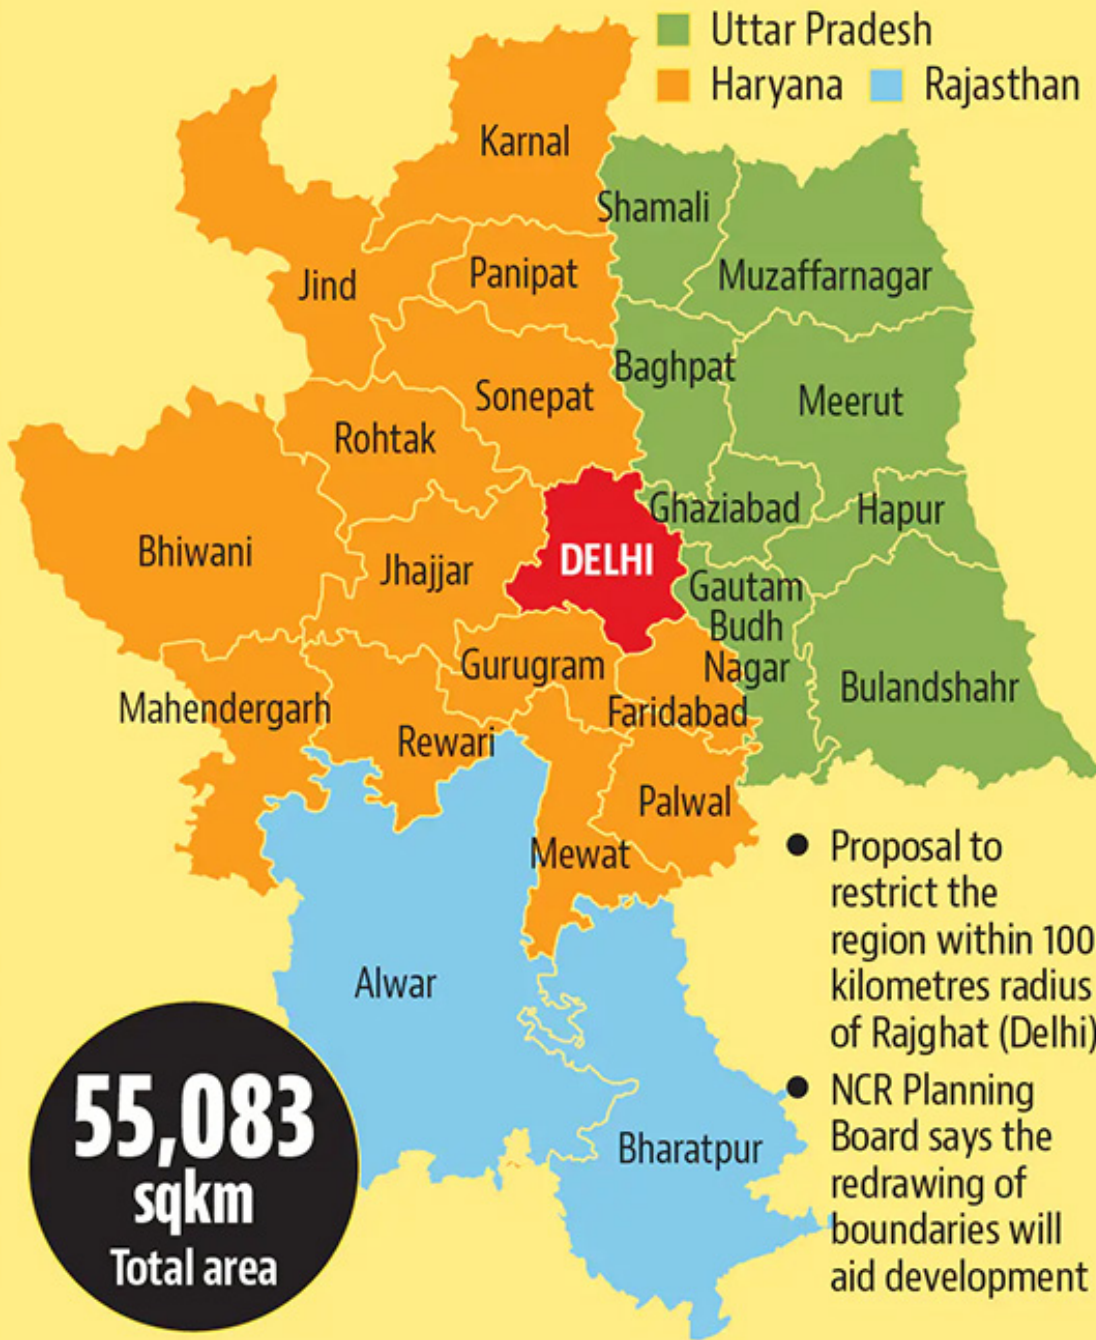 Uttar Pradesh
Haryana
Rajasthan
Karnal
Shamali
Muzaffarnagar
Jind
Panipat
Baghpat
Meerut
Sonepat
Rohtak
Ghaziabad
Hapur
Bhiwani
Jhajjar
DELHI
Gautam
Budh
Nagar
Gurugram
Bulandshahr
Mahendergarh
Faridabad
Rewari
Palwal
Mewat
Alwar
Bharatpur
● Proposal to
restrict the
region within 100
kilometres radius
of Rajghat (Delhi)
● NCR Planning
Board says the
redrawing of
boundaries will
aid development
55,083
sqkm
Total area